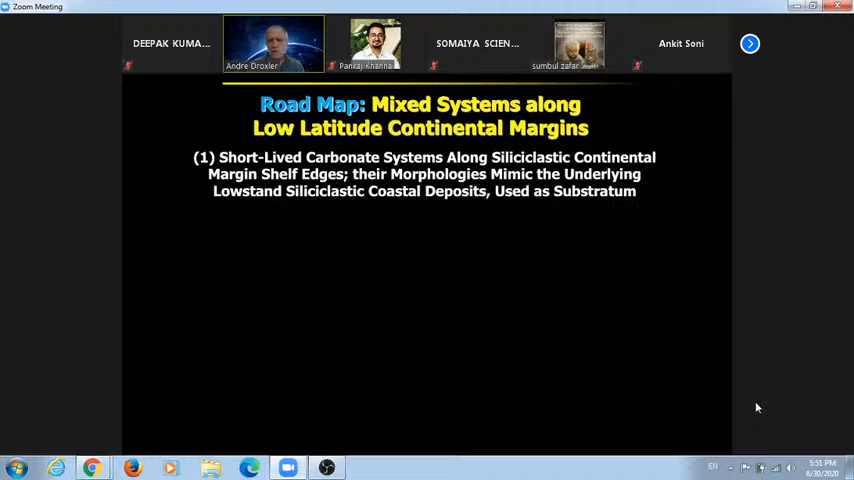 Zoom Meeting
DEEPAK KUMA...
SOMAIYA SCIEN...
Ankit Soni
Andre Droxler
Pankaj Khanna
sumbul zafar
Road Map: Mixed Systems along
Low Latitude Continental Margins
(1) Short-Lived Carbonate Systems Along Siliciclastic Continental
Margin Shelf Edges; their Morphologies Mimic the Underlying
Lowstand Siliciclastic Coastal Deposits, Used as Substratum
EN
5:51 PM
6/30/2020